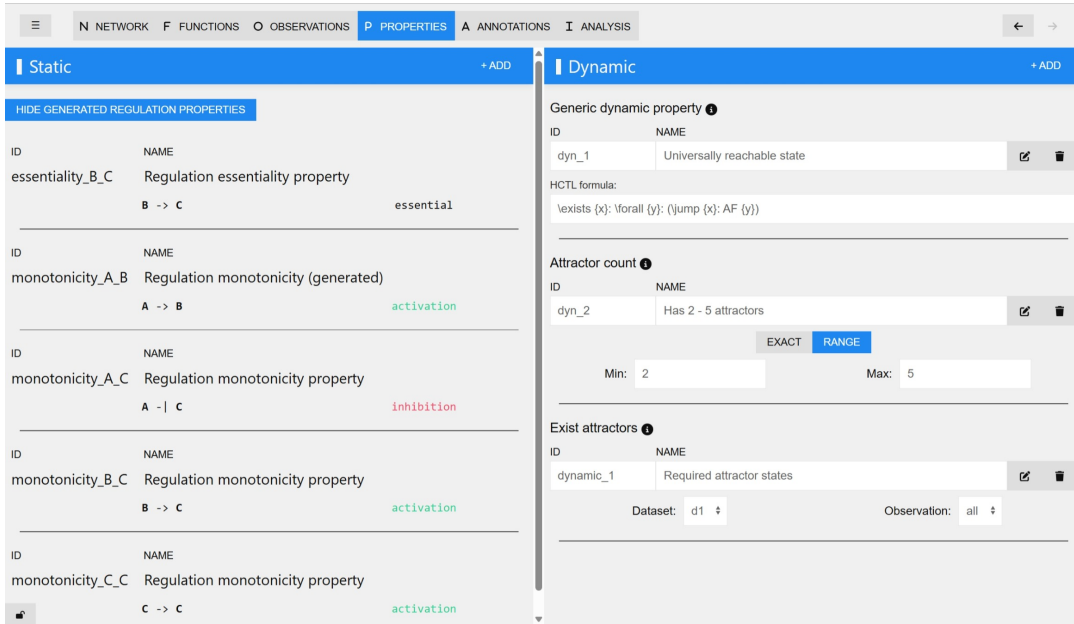 N NETWORK F FUNCTIONS O OBSERVATIONS P PROPERTIES A ANNOTATIONS I ANALYSIS
Static + ADD
HIDE GENERATED REGULATION PROPERTIES
ID NAME
essentiality_B_C Regulation essentiality property
B -> C essential
ID NAME
monotonicity_A_B Regulation monotonicity (generated)
A -> B activation
ID NAME
monotonicity_A_C Regulation monotonicity property
A -| C inhibition
ID NAME
monotonicity_B_C Regulation monotonicity property
B -> C activation
ID NAME
monotonicity_C_C Regulation monotonicity property
C -> C activation
Dynamic + ADD
Generic dynamic property
ID NAME
dyn_1 Universally reachable state
HCTL formula:
\exists {x}: \forall {y}: (\jump {x}: AF {y})
Attractor count
ID NAME
dyn_2 Has 2 - 5 attractors
EXACT RANGE
Min: 2 Max: 5
Exist attractors
ID NAME
dynamic_1 Required attractor states
Dataset: d1 Observation: all